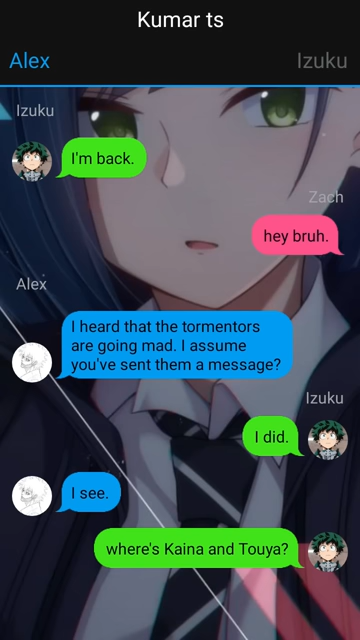 Kumar ts
Alex
Izuku
Izuku
I'm back.
Zach
hey bruh.
Alex
I heard that the tormentors
are going mad. I assume
you've sent them a message?
Izuku
I did.
I see.
where's Kaina and Touya?